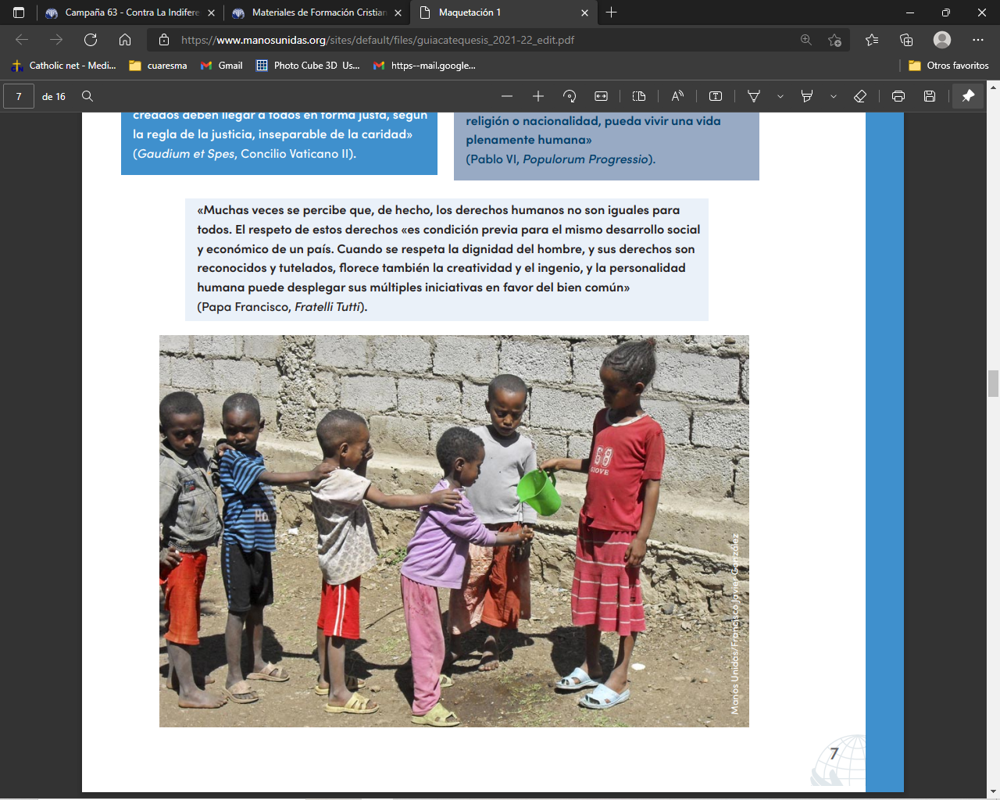 Campaña 63 - Contra La Indifere
Materiales de Formación Cristian
Maquetación 1
https://www.manosunidas.org/sites/default/files/guiacatequesis_2021-22_edit.pdf
Catholic net - Medi...
cuaresma
Gmail
Photo Cube 3D Us...
https--mail.google...
Otros favoritos
7 de 16
creados deben llegar a todos en forma justa, según
la regla de la justicia, inseparable de la caridad»
(Gaudium et Spes, Concilio Vaticano II).
religión o nacionalidad, pueda vivir una vida
plenamente humana»
(Pablo VI, Populorum Progressio).
«Muchas veces se percibe que, de hecho, los derechos humanos no son iguales para
todos. El respeto de estos derechos «es condición previa para el mismo desarrollo social
y económico de un país. Cuando se respeta la dignidad del hombre, y sus derechos son
reconocidos y tutelados, florece también la creatividad y el ingenio, y la personalidad
humana puede desplegar sus múltiples iniciativas en favor del bien común»
(Papa Francisco, Fratelli Tutti).
68
GIOVE
Ho
Manos Unidas/Francisco Javier González
7